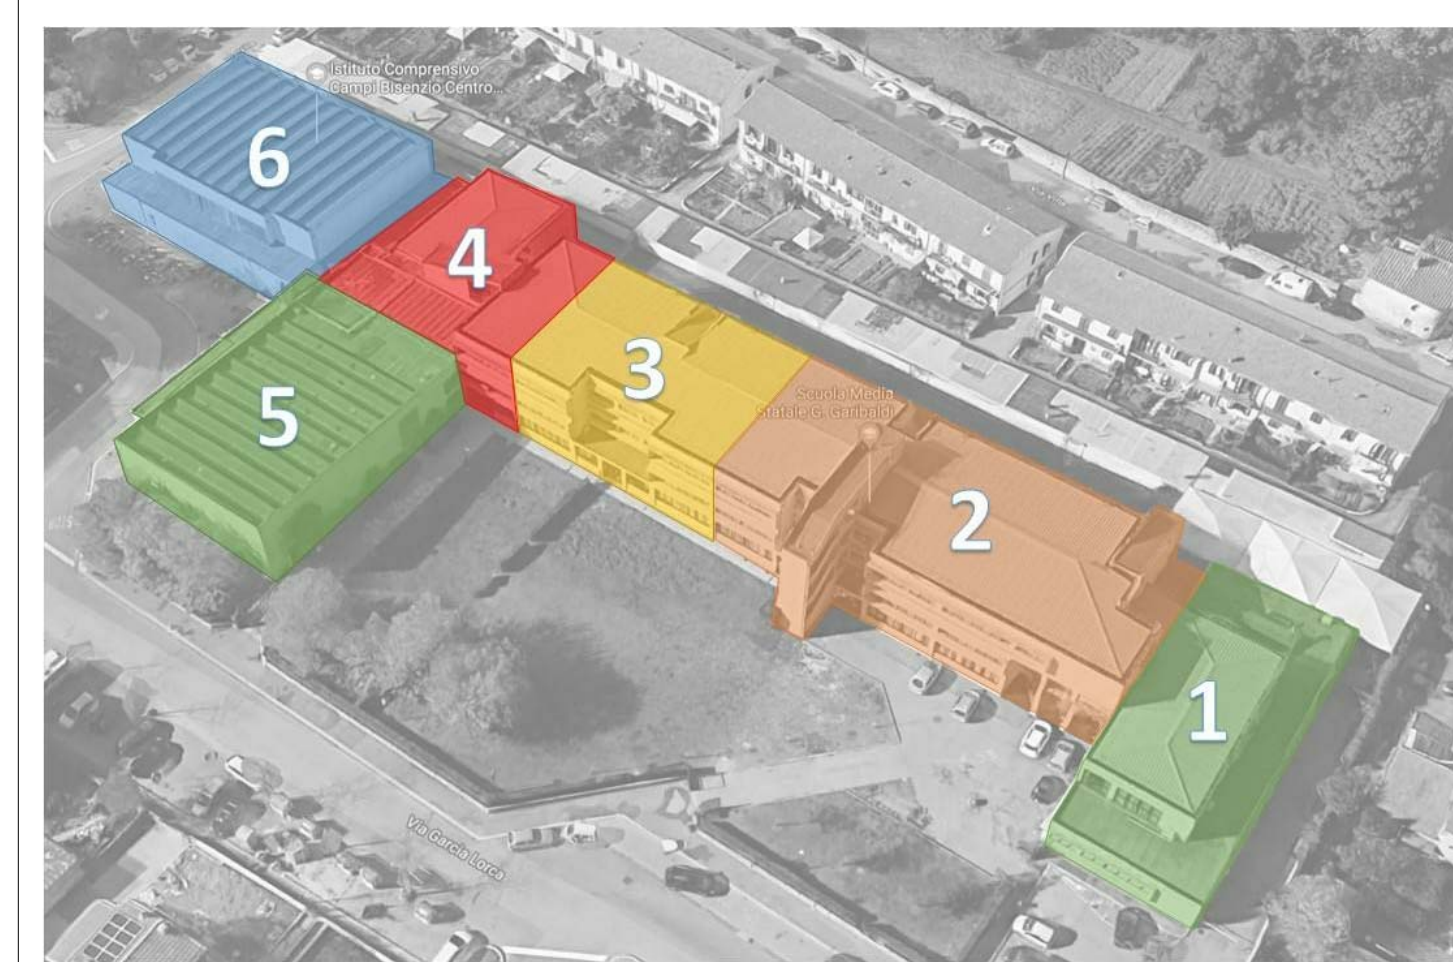 Istituto Comprensivo
Campi Bisenzio Centro...
6
4
5
3
Scuola Media
Statale G. Garibaldi
2
1
Via Garcia Lorca